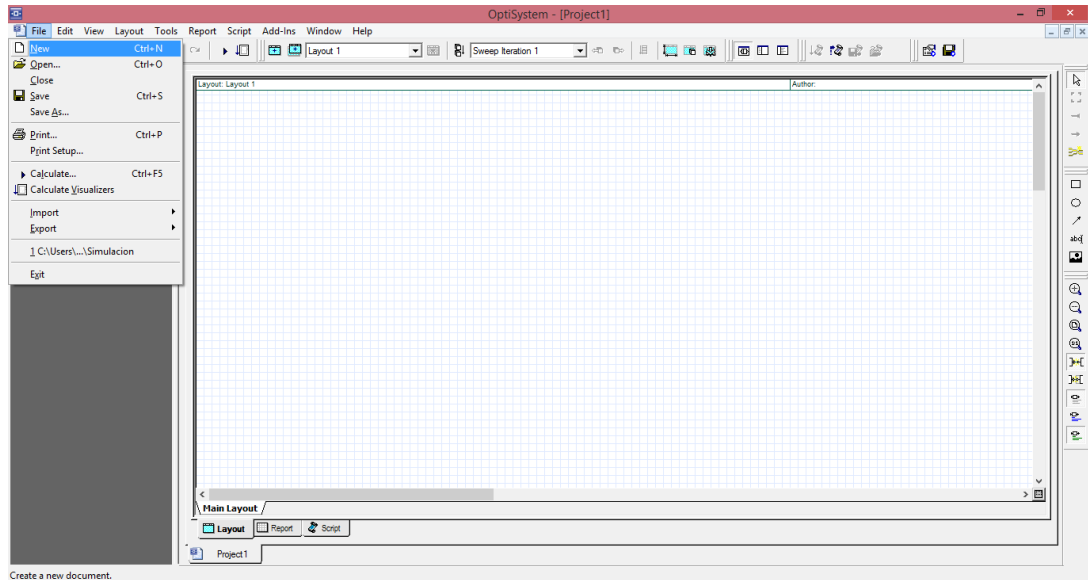 OptiSystem - [Project1]
File Edit View Layout Tools Report Script Add-Ins Window Help
New Ctrl+N
Layout 1
Sweep Iteration 1
Open... Ctrl+O
Close
Save Ctrl+S
Save As...
Print... Ctrl+P
Print Setup...
Calculate... Ctrl+F5
Calculate Visualizers
Import
Export
1 C:\Users\...\Simulacion
Exit
Layout: Layout 1
Author:
abc
Main Layout
Layout Report Script
Project1
Create a new document.